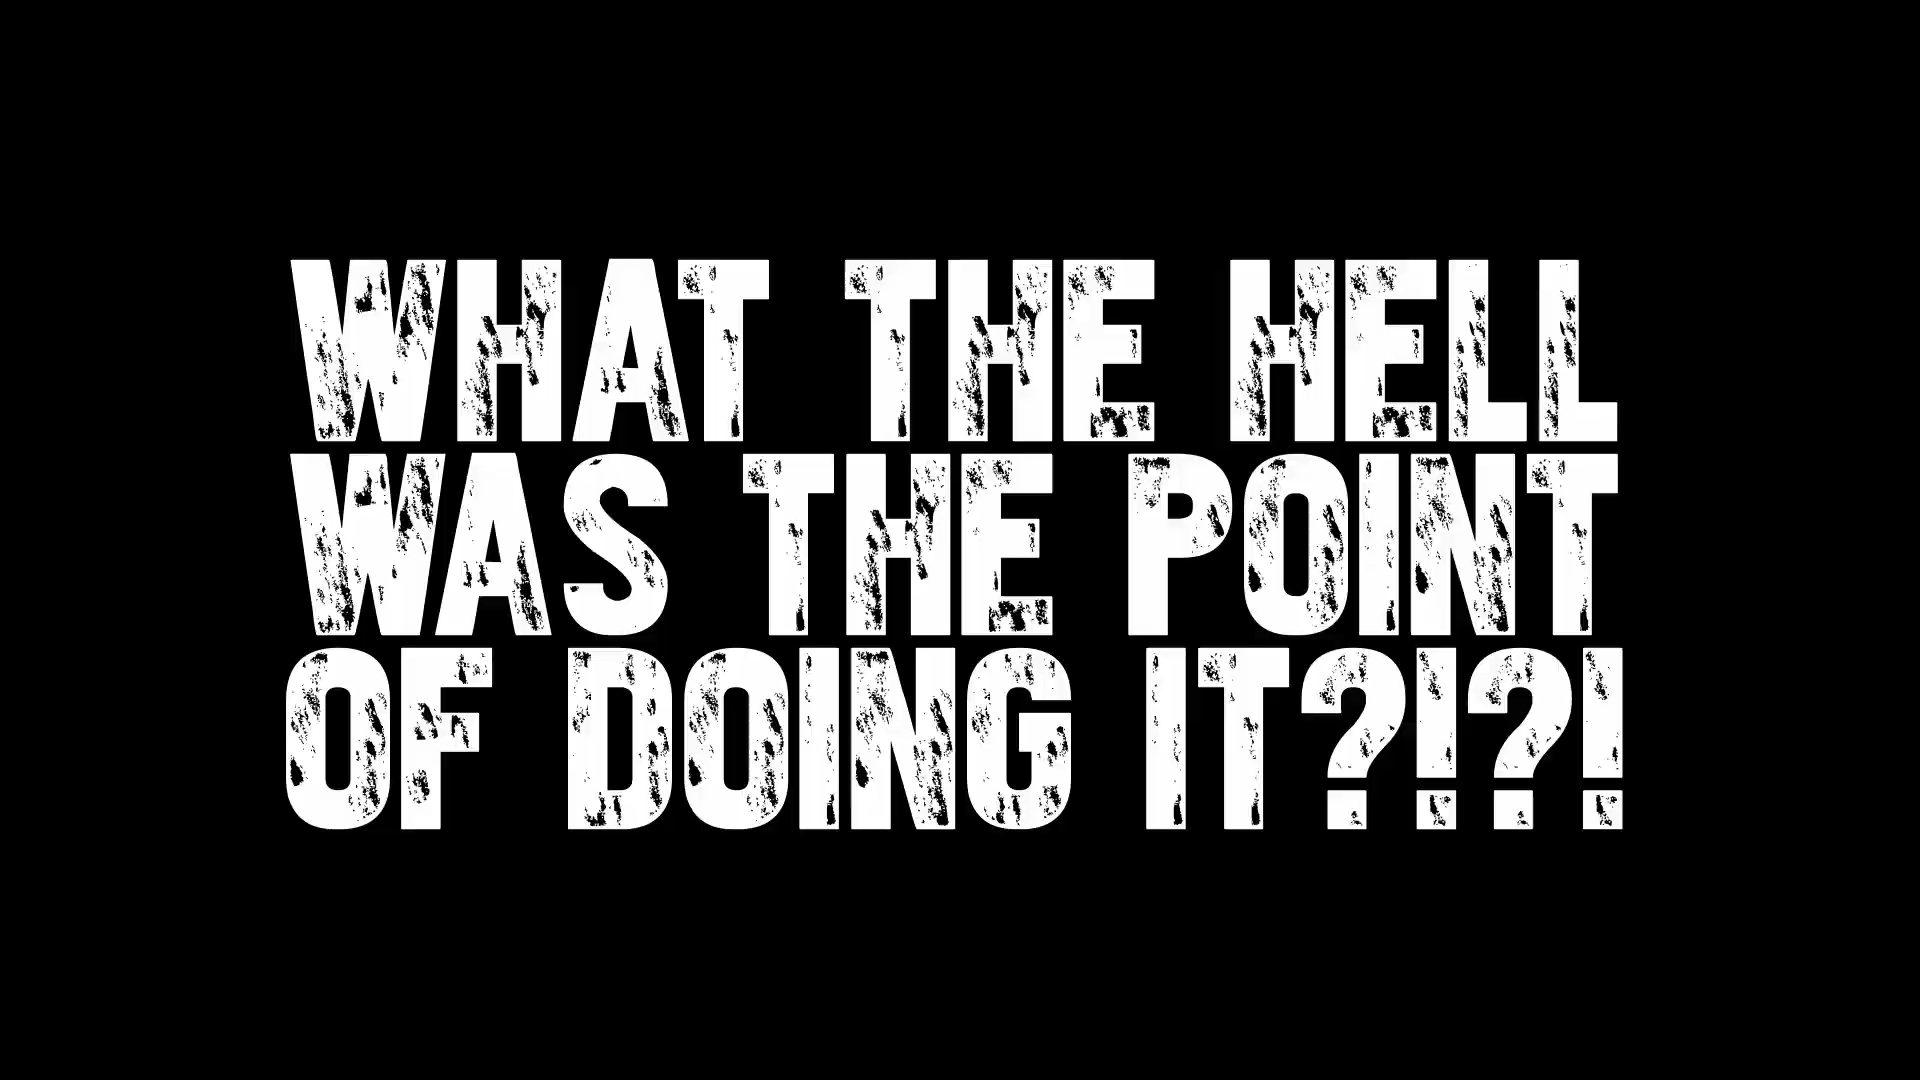 WHAT THE HELL
WAS THE POINT
OF DOING IT?!?!